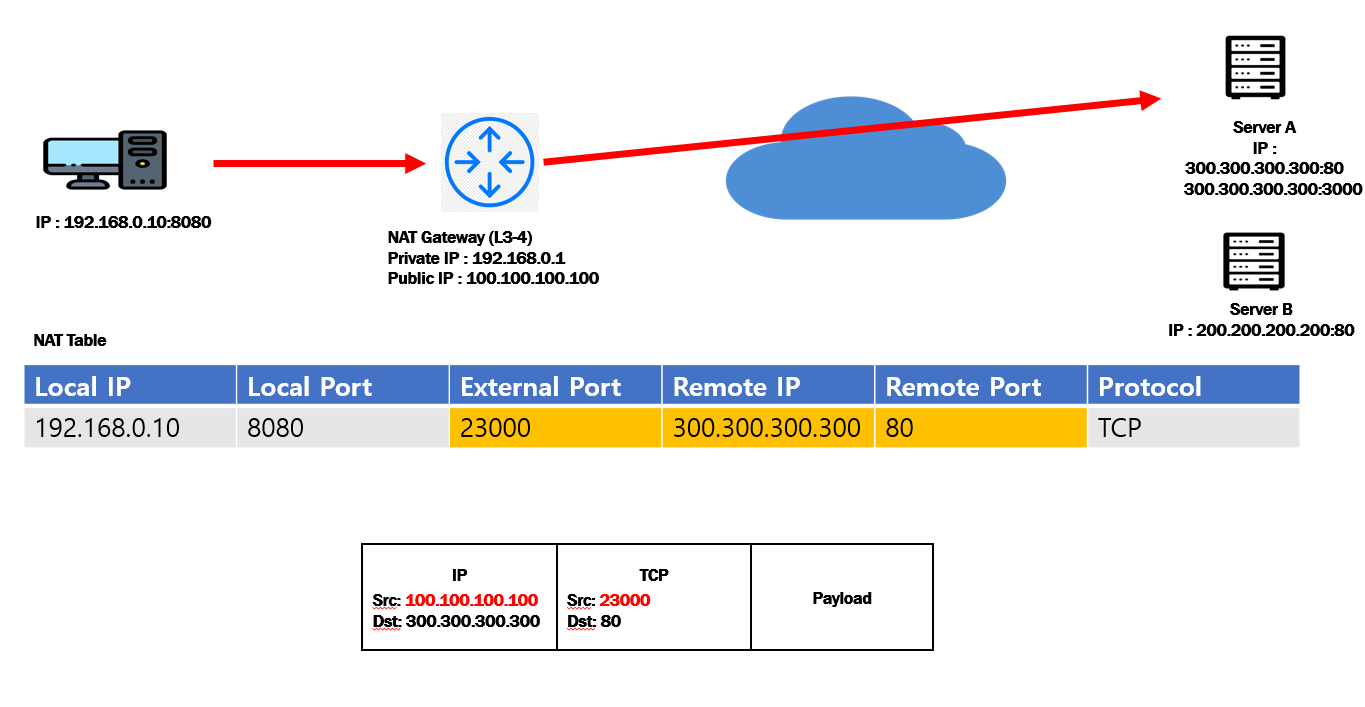 Server A
IP :
300.300.300.300:80
300.300.300.300:3000
IP : 192.168.0.10:8080
NAT Gateway (L3-4)
Private IP : 192.168.0.1
Public IP : 100.100.100.100
Server B
IP : 200.200.200.200:80
NAT Table
Local IP Local Port External Port Remote IP Remote Port Protocol
192.168.0.10 8080 23000 300.300.300.300 80 TCP
IP
Src: 100.100.100.100
Dst: 300.300.300.300
TCP
Src: 23000
Dst: 80
Payload